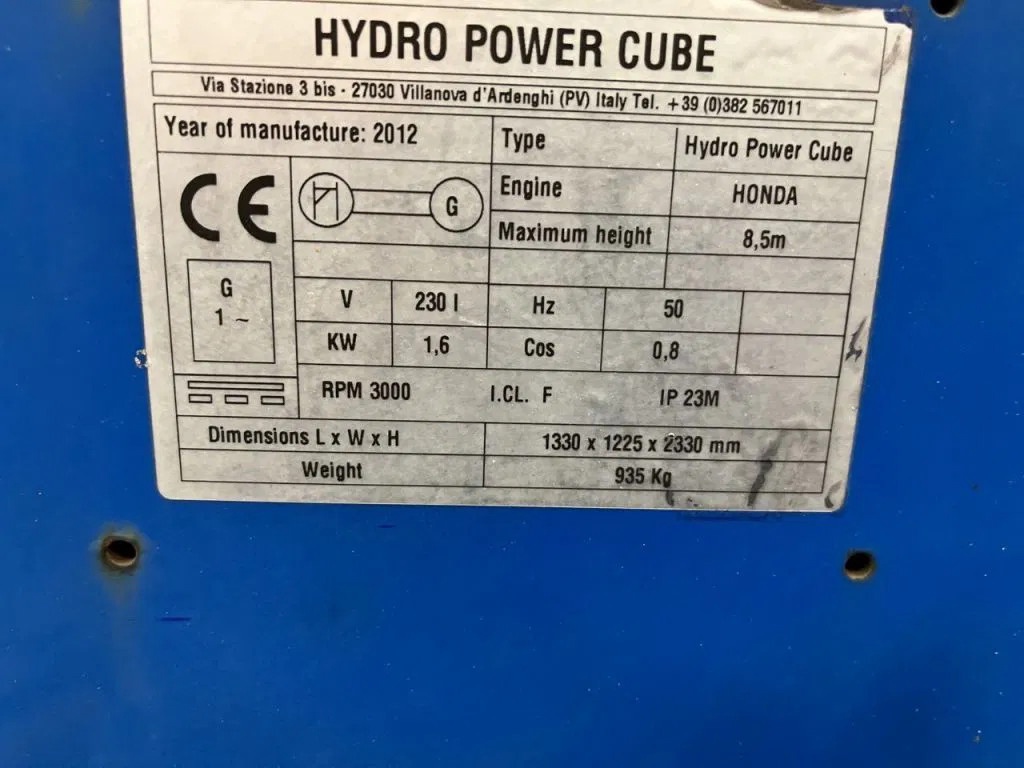 HYDRO POWER CUBE
Via Stazione 3 bis - 27030 Villanova d'Ardenghi (PV) Italy Tel. +39 (0)382 567011
Year of manufacture: 2012
Type Hydro Power Cube
CE
G
Engine HONDA
Maximum height 8,5m
G
1 ~
V 230 I Hz 50
KW 1,6 Cos 0,8
RPM 3000 I.CL. F IP 23M
Dimensions L x W x H 1330 x 1225 x 2330 mm
Weight 935 Kg